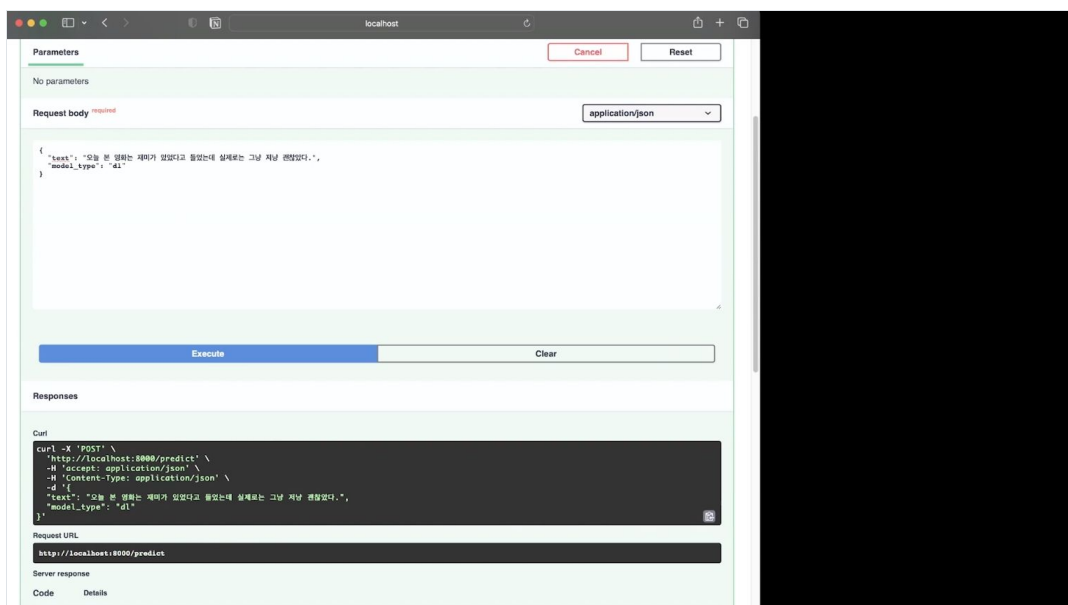 localhost
Parameters
Cancel
Reset
No parameters
Request body required
application/json
{
"text": "오늘 본 영화는 재미가 있었다고 들었는데 실제로는 그냥 저냥 괜찮았다.",
"model_type": "dl"
}
Execute
Clear
Responses
Curl
curl -X 'POST' \
'http://localhost:8000/predict' \
-H 'accept: application/json' \
-H 'Content-Type: application/json' \
-d '{
"text": "오늘 본 영화는 재미가 있었다고 들었는데 실제로는 그냥 저냥 괜찮았다.",
"model_type": "dl"
}'
Request URL
http://localhost:8000/predict
Server response
Code
Details